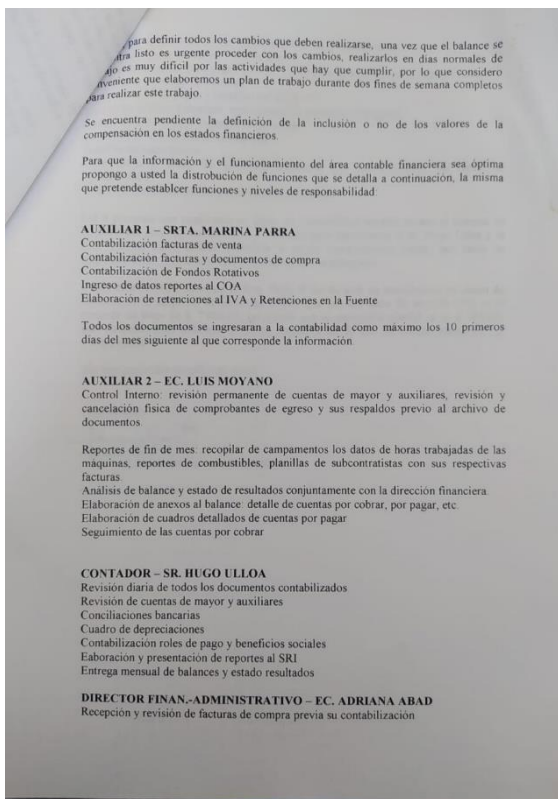 para definir todos los cambios que deben realizarse, una vez que el balance se
listo es urgente proceder con los cambios, realizarlos en dias normales de
es muy dificil por las actividades que hay que cumplir, por lo que considero
que elaboremos un plan de trabajo durante dos fines de semana completos
para realizar este trabajo.
Se encuentra pendiente la definición de la inclusión o no de los valores de la
compensación en los estados financieros.
Para que la información y el funcionamiento del área contable financiera sea óptima
propongo a usted la distrobución de funciones que se detalla a continuación, la misma
que pretende establcer funciones y niveles de responsabilidad:
AUXILIAR 1 – SRTA. MARINA PARRA
Contabilización facturas de venta
Contabilización facturas y documentos de compra
Contabilización de Fondos Rotativos
Ingreso de datos reportes al COA
Elaboración de retenciones al IVA y Retenciones en la Fuente
Todos los documentos se ingresaran a la contabilidad como máximo los 10 primeros
dias del mes siguiente al que corresponde la información.
AUXILIAR 2 – EC. LUIS MOYANO
Control Interno: revisión permanente de cuentas de mayor y auxiliares, revisión y
cancelación fisica de comprobantes de egreso y sus respaldos previo al archivo de
documentos.
Reportes de fin de mes: recopilar de campamentos los datos de horas trabajadas de las
máquinas, reportes de combustibles, planillas de subcontratistas con sus respectivas
facturas.
Análisis de balance y estado de resultados conjuntamente con la dirección financiera.
Elaboración de anexos al balance: detalle de cuentas por cobrar, por pagar, etc.
Elaboración de cuadros detallados de cuentas por pagar
Seguimiento de las cuentas por cobrar
CONTADOR – SR. HUGO ULLOA
Revisión diaria de todos los documentos contabilizados
Revisión de cuentas de mayor y auxiliares
Conciliaciones bancarias
Cuadro de depreciaciones
Contabilización roles de pago y beneficios sociales
Eaboración y presentación de reportes al SRI
Entrega mensual de balances y estado resultados
DIRECTOR FINAN.-ADMINISTRATIVO – EC. ADRIANA ABAD
Recepción y revisión de facturas de compra previa su contabilización